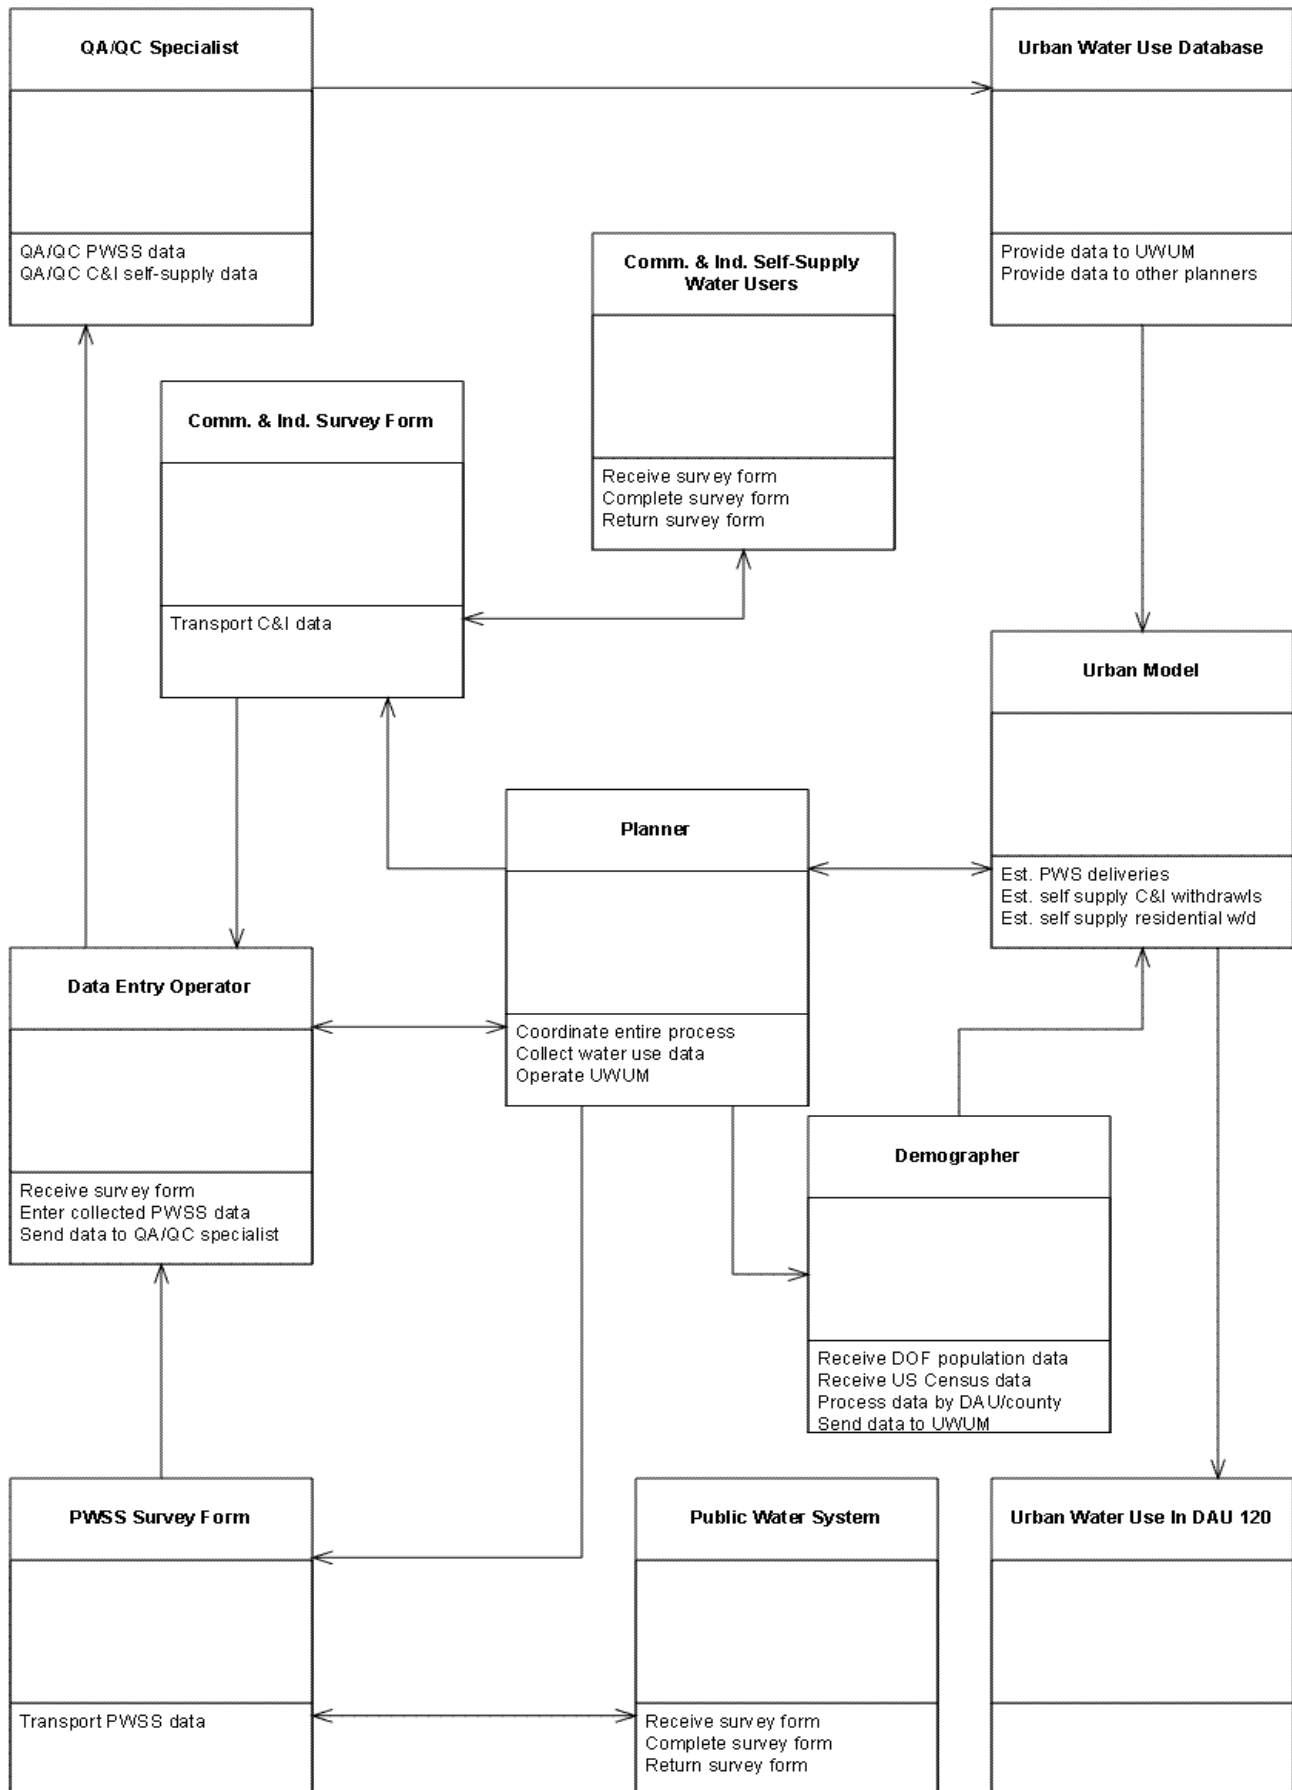 QA/QC Specialist
QA/QC PWSS data
QA/QC C&I self-supply data
Urban Water Use Database
Provide data to UWUM
Provide data to other planners
Comm. & Ind. Self-Supply
Water Users
Receive survey form
Complete survey form
Return survey form
Comm. & Ind. Survey Form
Transport C&I data
Urban Model
Est. PWS deliveries
Est. self supply C&I withdrawls
Est. self supply residential w/d
Planner
Coordinate entire process
Collect water use data
Operate UWUM
Data Entry Operator
Receive survey form
Enter collected PWSS data
Send data to QA/QC specialist
Demographer
Receive DOF population data
Receive US Census data
Process data by DAU/county
Send data to UWUM
PWSS Survey Form
Transport PWSS data
Public Water System
Receive survey form
Complete survey form
Return survey form
Urban Water Use In DAU 120